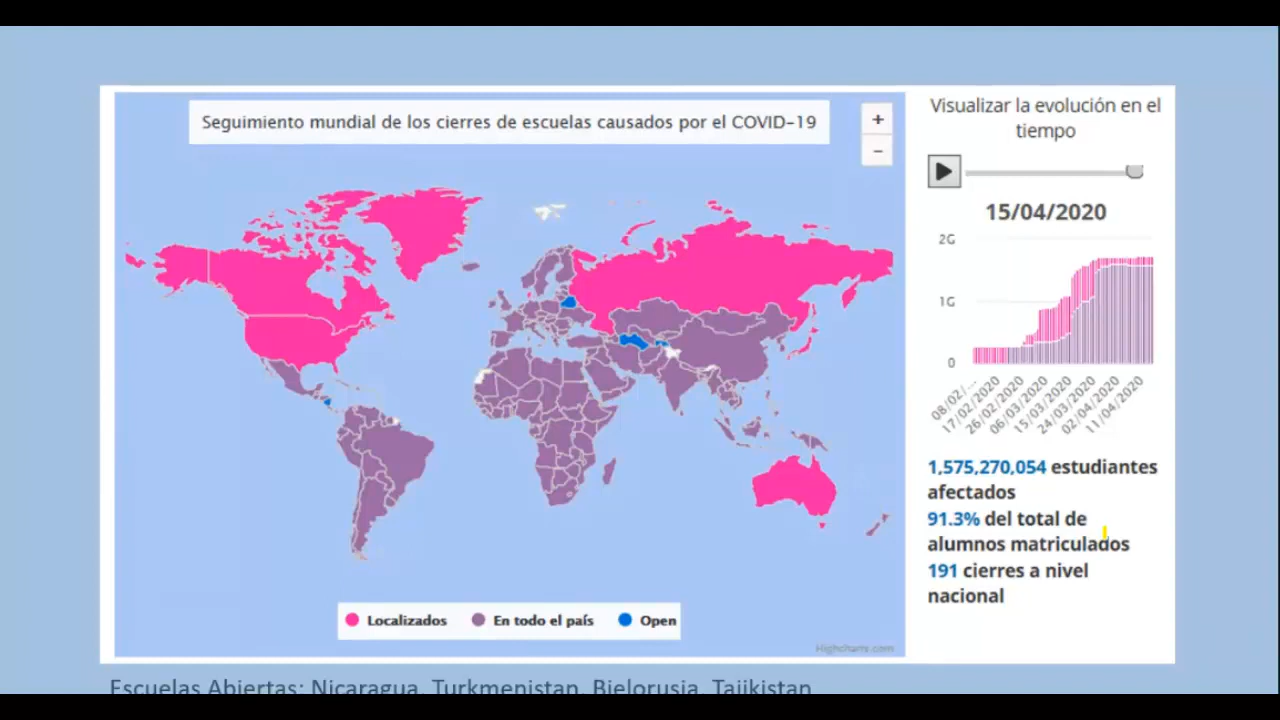 Seguimiento mundial de los cierres de escuelas causados por el COVID-19
+
−
Visualizar la evolución en el
tiempo
15/04/2020
2G
1G
0
08/02/...
17/02/2020
26/02/2020
06/03/2020
15/03/2020
24/03/2020
02/04/2020
11/04/2020
1,575,270,054 estudiantes
afectados
91.3% del total de
alumnos matriculados
191 cierres a nivel
nacional
Localizados En todo el país Open
Highcharts.com
Escuelas Abiertas: Nicaragua, Turkmenistan, Bielorusia, Tajikistan